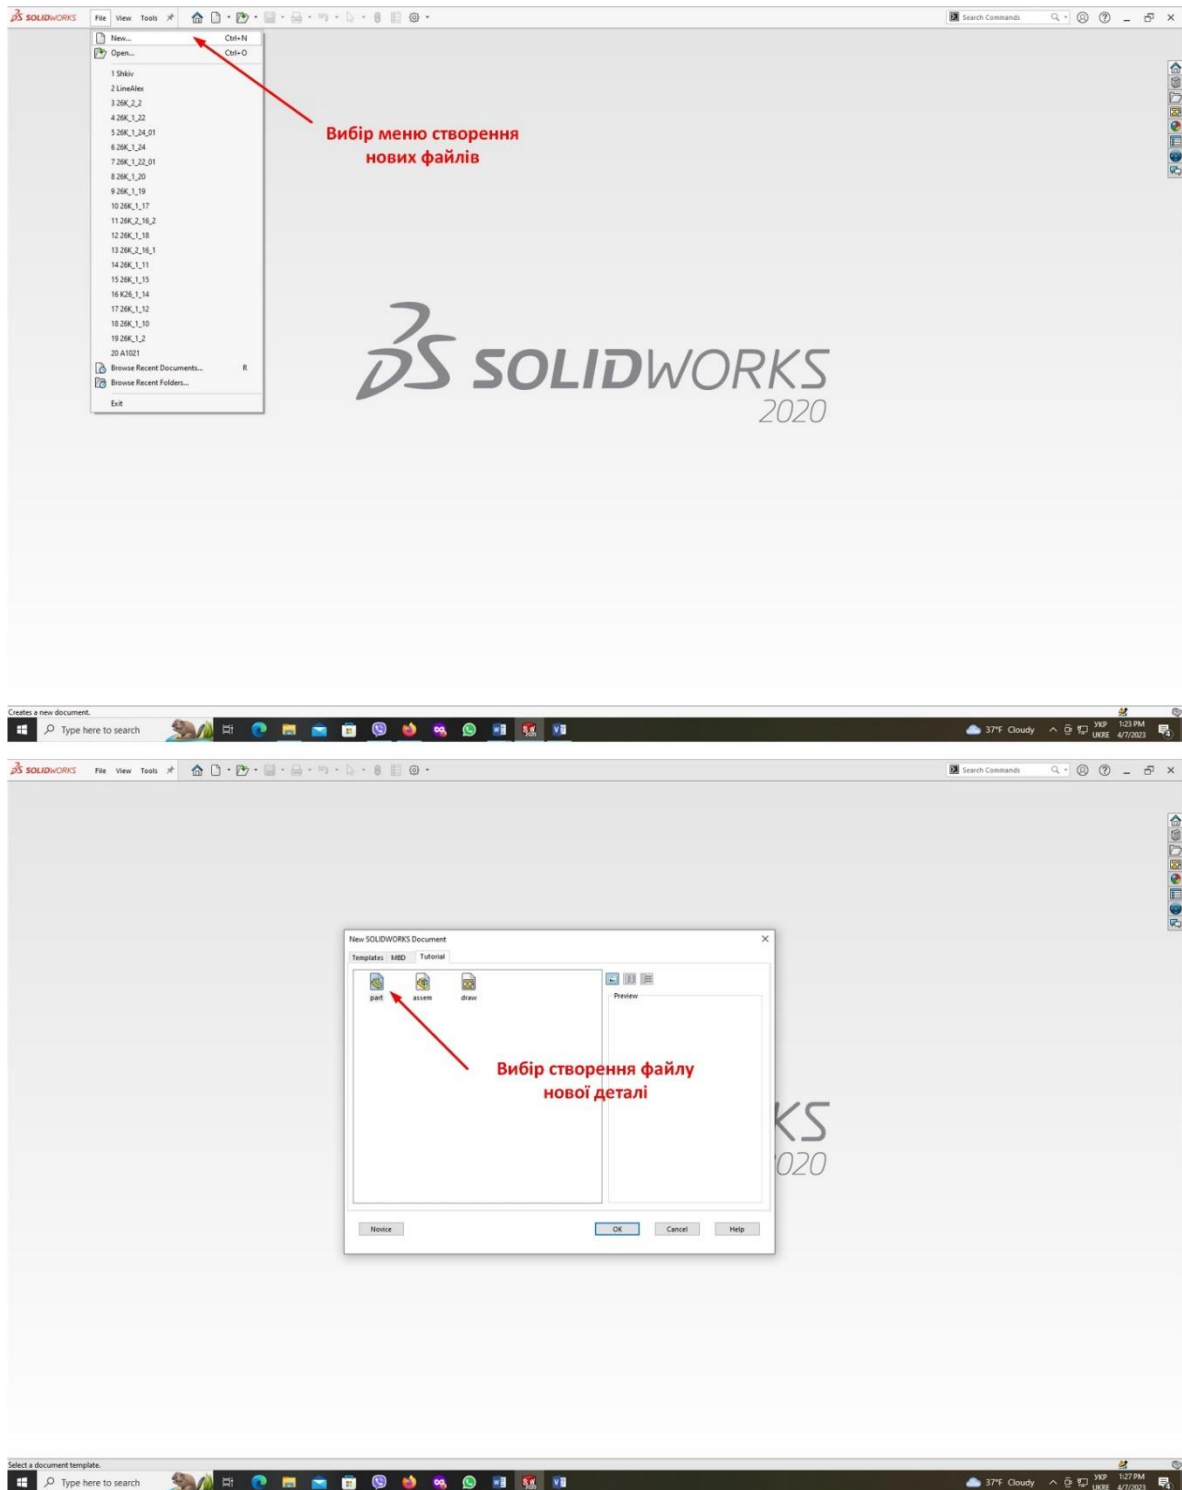 SOLIDWORKS File View Tools
Search Commands
New... Ctrl+N
Open... Ctrl+O
1 Shkiv
2 LineAlex
3 26K_2_2
4 26K_1_22
5 26K_1_24_01
6 26K_1_24
7 26K_1_22_01
8 26K_1_20
9 26K_1_19
10 26K_1_17
11 26K_2_16_2
12 26K_1_18
13 26K_2_16_1
14 26K_1_11
15 26K_1_15
16 K26_1_14
17 26K_1_12
18 26K_1_10
19 26K_1_2
20 A1021
Browse Recent Documents... R
Browse Recent Folders...
Exit
Вибір меню створення
нових файлів
SOLIDWORKS
2020
Creates a new document.
Type here to search
37°F Cloudy
УКР
UKRE
1:23 PM
4/7/2023
SOLIDWORKS File View Tools
Search Commands
New SOLIDWORKS Document
Templates MBD Tutorial
part assem draw
Preview
Вибір створення файлу
нової деталі
KS
020
Novice OK Cancel Help
Select a document template.
Type here to search
37°F Cloudy
УКР
UKRE
1:27 PM
4/7/2023